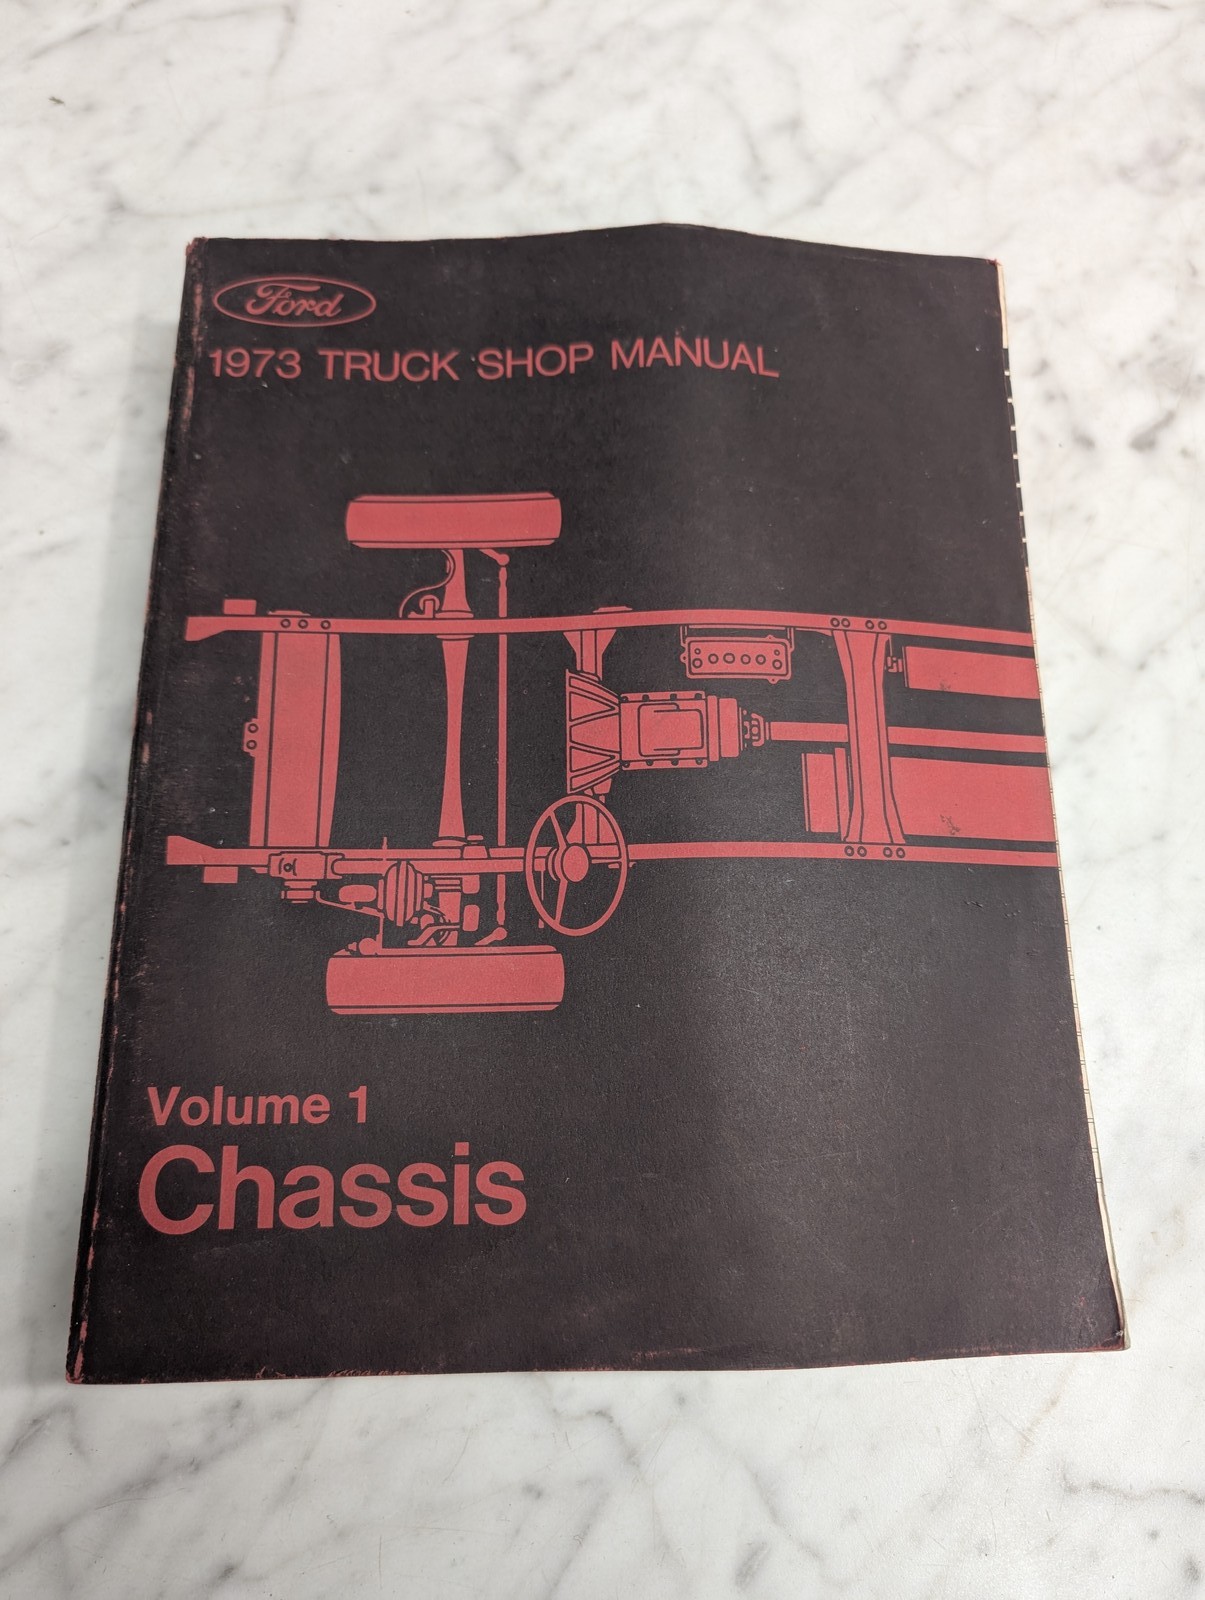 Ford
1973 TRUCK SHOP MANUAL
Volume 1
Chassis